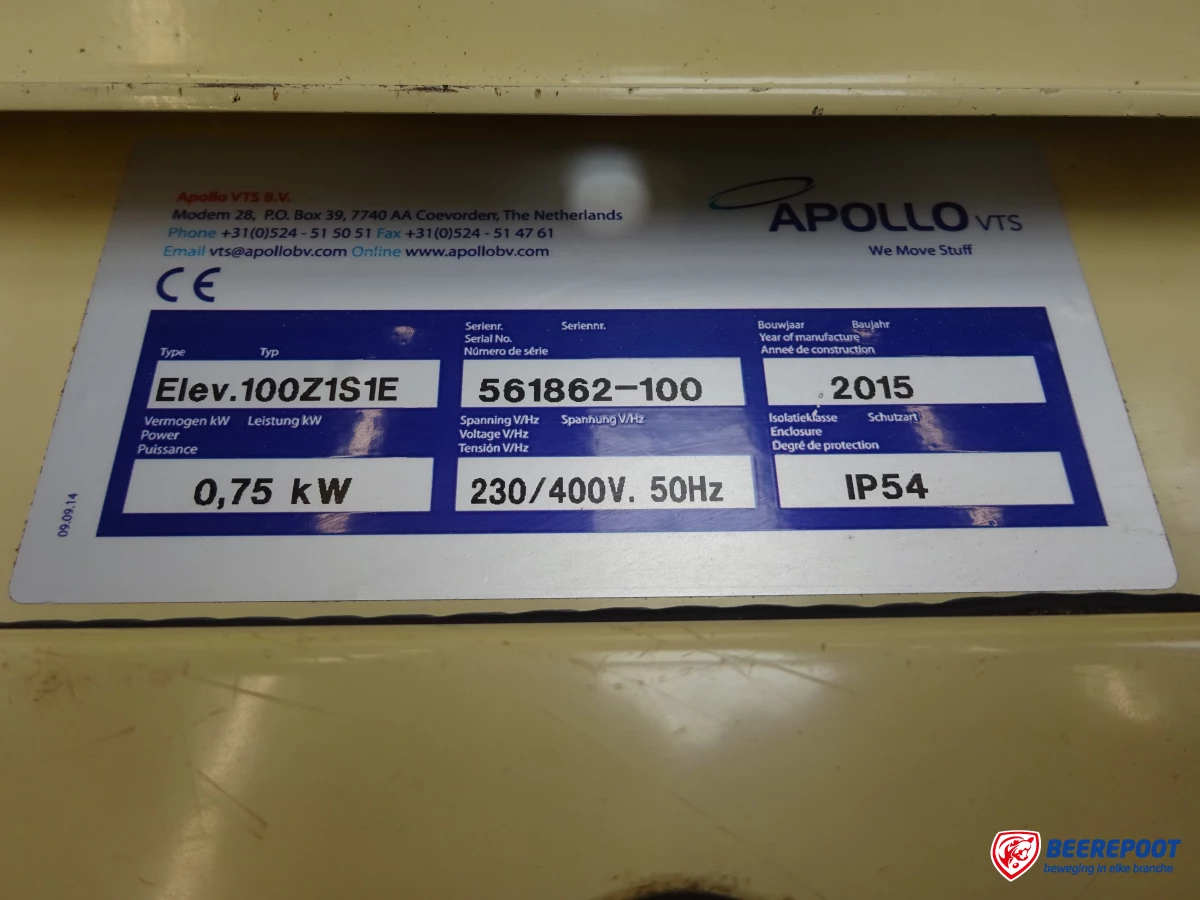 Apollo VTS B.V.
Modem 28, P.O. Box 39, 7740 AA Coevorden, The Netherlands
Phone +31(0)524 - 51 50 51 Fax +31(0)524 - 51 47 61
Email vts@apollobv.com Online www.apollobv.com
APOLLO VTS
We Move Stuff
CE
Type Typ
Elev.100Z1S1E
Serienr. Seriennr.
Serial No.
Número de série
561862-100
Bouwjaar Baujahr
Year of manufacture
Anneé de construction
2015
Vermogen kW Leistung kW
Power
Puissance
0,75 kW
Spanning V/Hz Spannung V/Hz
Voltage V/Hz
Tensión V/Hz
230/400V. 50Hz
Isolatieklasse Schutzart
Enclosure
Degré de protection
IP54
09.09.14
BEEREPOOT
beweging in elke branche